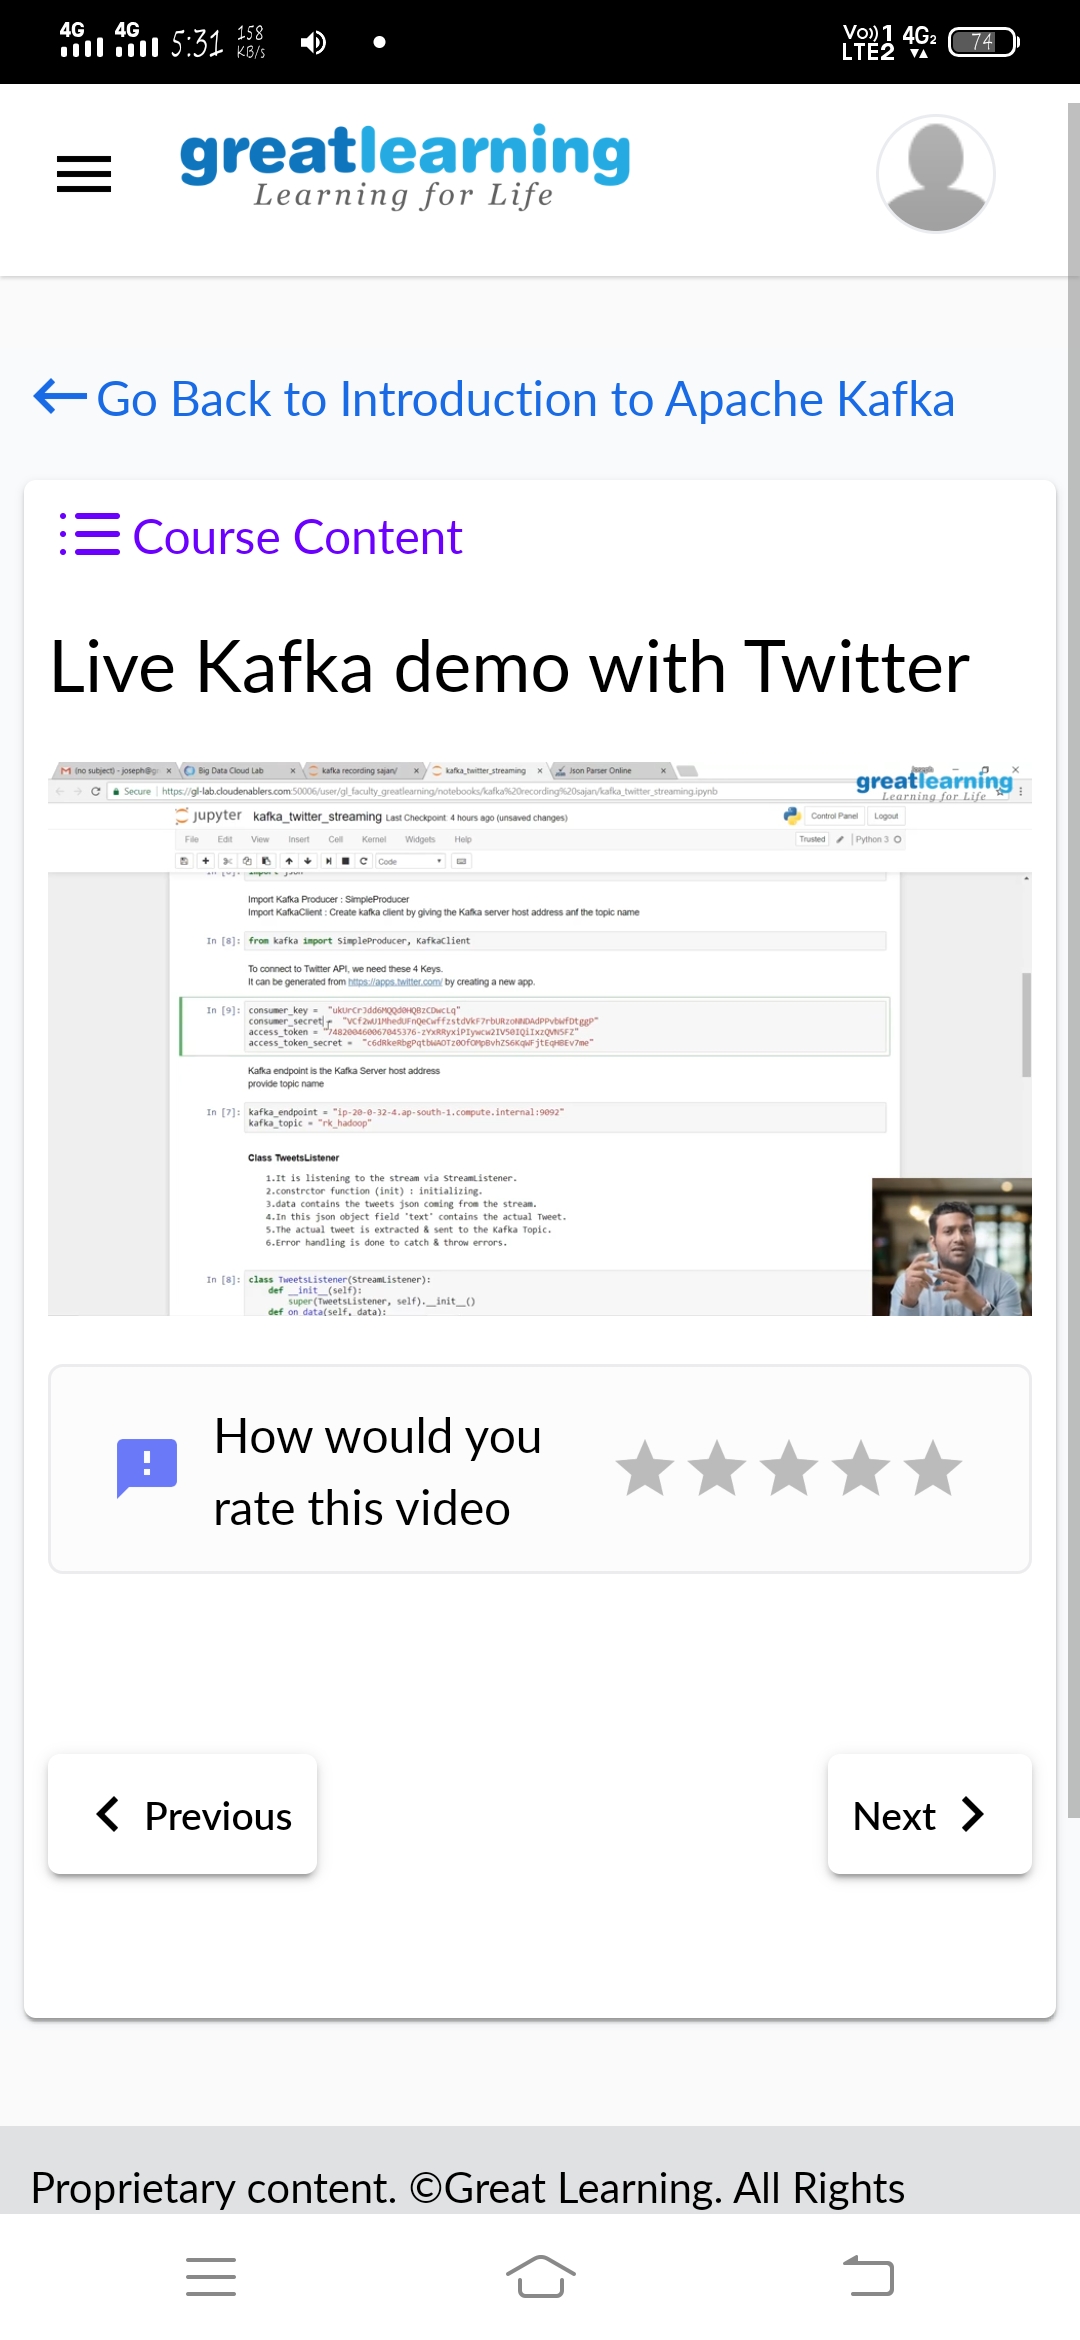 4G 4G 5:31 158 KB/s Vo)) 1 LTE2 4G2 74
greatlearning
Learning for Life
Go Back to Introduction to Apache Kafka
Course Content
Live Kafka demo with Twitter
(no subject) - joseph@g Big Data Cloud Lab kafka recording sajan/ kafka_twitter_streaming Json Parser Online
Secure https://gl-lab.cloudenablers.com:50006/user/gl_faculty_greatlearning/notebooks/kafka%20recording%20sajan/kafka_twitter_streaming.ipynb
greatlearning
Learning for Life
jupyter kafka_twitter_streaming Last Checkpoint 4 hours ago (unsaved changes) Control Panel Logout
File Edit View Insert Cell Kernel Widgets Help Trusted Python 3
Code
Import Kafka Producer : SimpleProducer
Import KafkaClient : Create kafka client by giving the Kafka server host address anf the topic name
In [8]: from kafka import SimpleProducer, KafkaClient
To connect to Twitter API, we need these 4 Keys.
It can be generated from https://apps.twitter.com/ by creating a new app.
In [9]: consumer_key =
consumer_secret =
access_token =
access_token_secret =
Kafka endpoint is the Kafka Server host address
provide topic name
In [7]: kafka_endpoint = "ip-20-0-32-4.ap-south-1.compute.internal:9092"
kafka_topic = "rk_hadoop"
Class TweetsListener
1.It is listening to the stream via StreamListener.
2.constrctor function (init) : initializing.
3.data contains the tweets json coming from the stream.
4.In this json object field 'text' contains the actual Tweet.
5.The actual tweet is extracted & sent to the Kafka Topic.
6.Error handling is done to catch & throw errors.
In [8]: class TweetsListener(StreamListener):
def __init__(self):
super(TweetsListener, self).__init__()
def on_data(self, data):
How would you
rate this video
Previous
Next
Proprietary content. ©Great Learning. All Rights